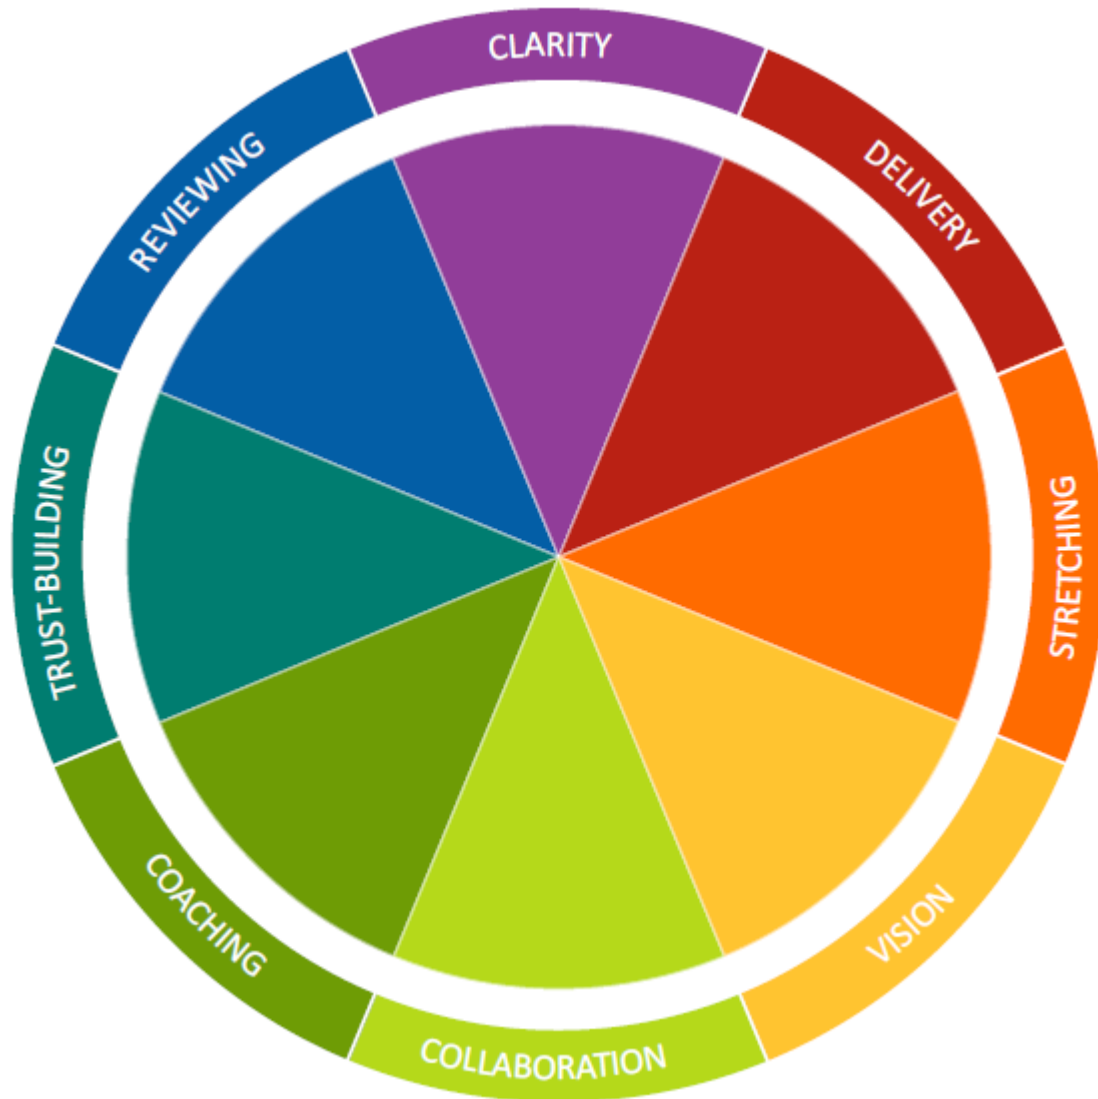 CLARITY
DELIVERY
STRETCHING
VISION
COLLABORATION
COACHING
TRUST-BUILDING
REVIEWING